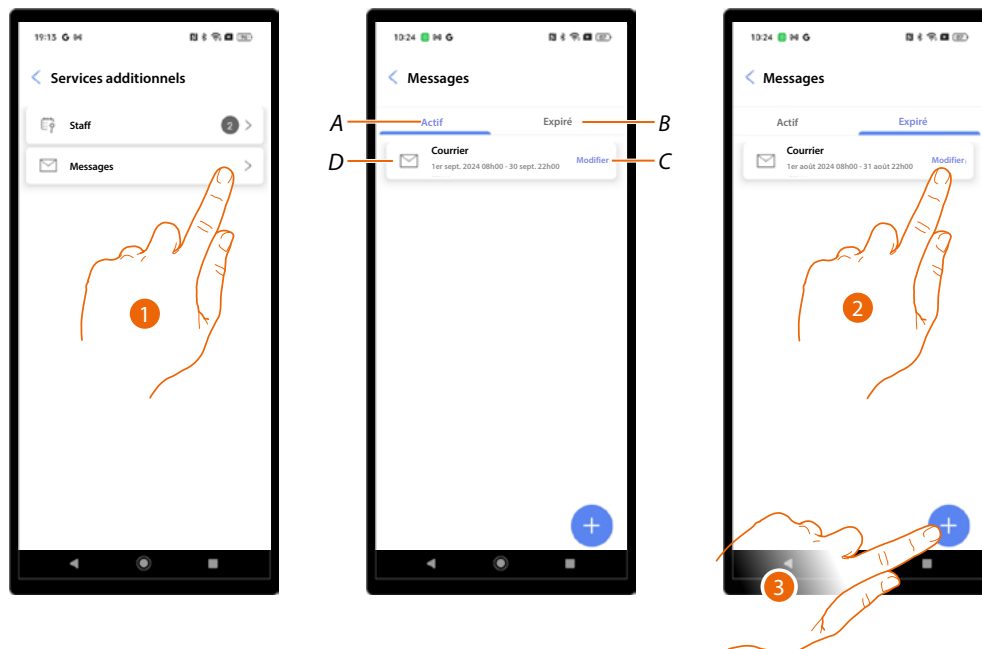 19:15 G
Services additionnels
Staff
2
Messages
1
10:24 G
Messages
A
Actif
Expiré
B
D
Courrier
1er sept. 2024 08h00 - 30 sept. 22h00
Modifier
C
+
10:24 G
Messages
Actif
Expiré
Courrier
1er août 2024 08h00 - 31 août 22h00
Modifier
2
+
3